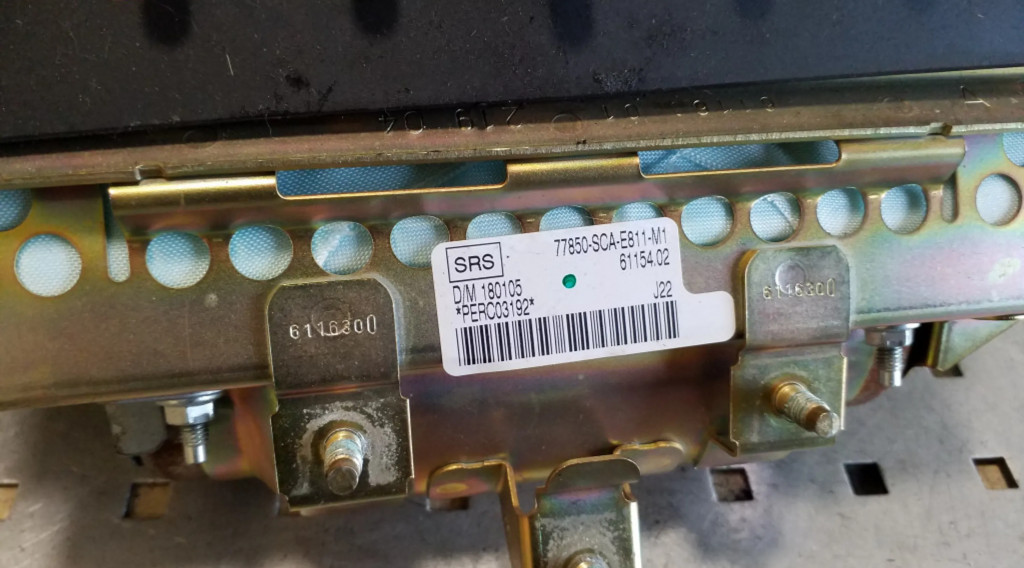 SRS
77850-SCA-E811-M1
61154.02
D/M 180105
J22
*PERC03192*
6116300
6116300